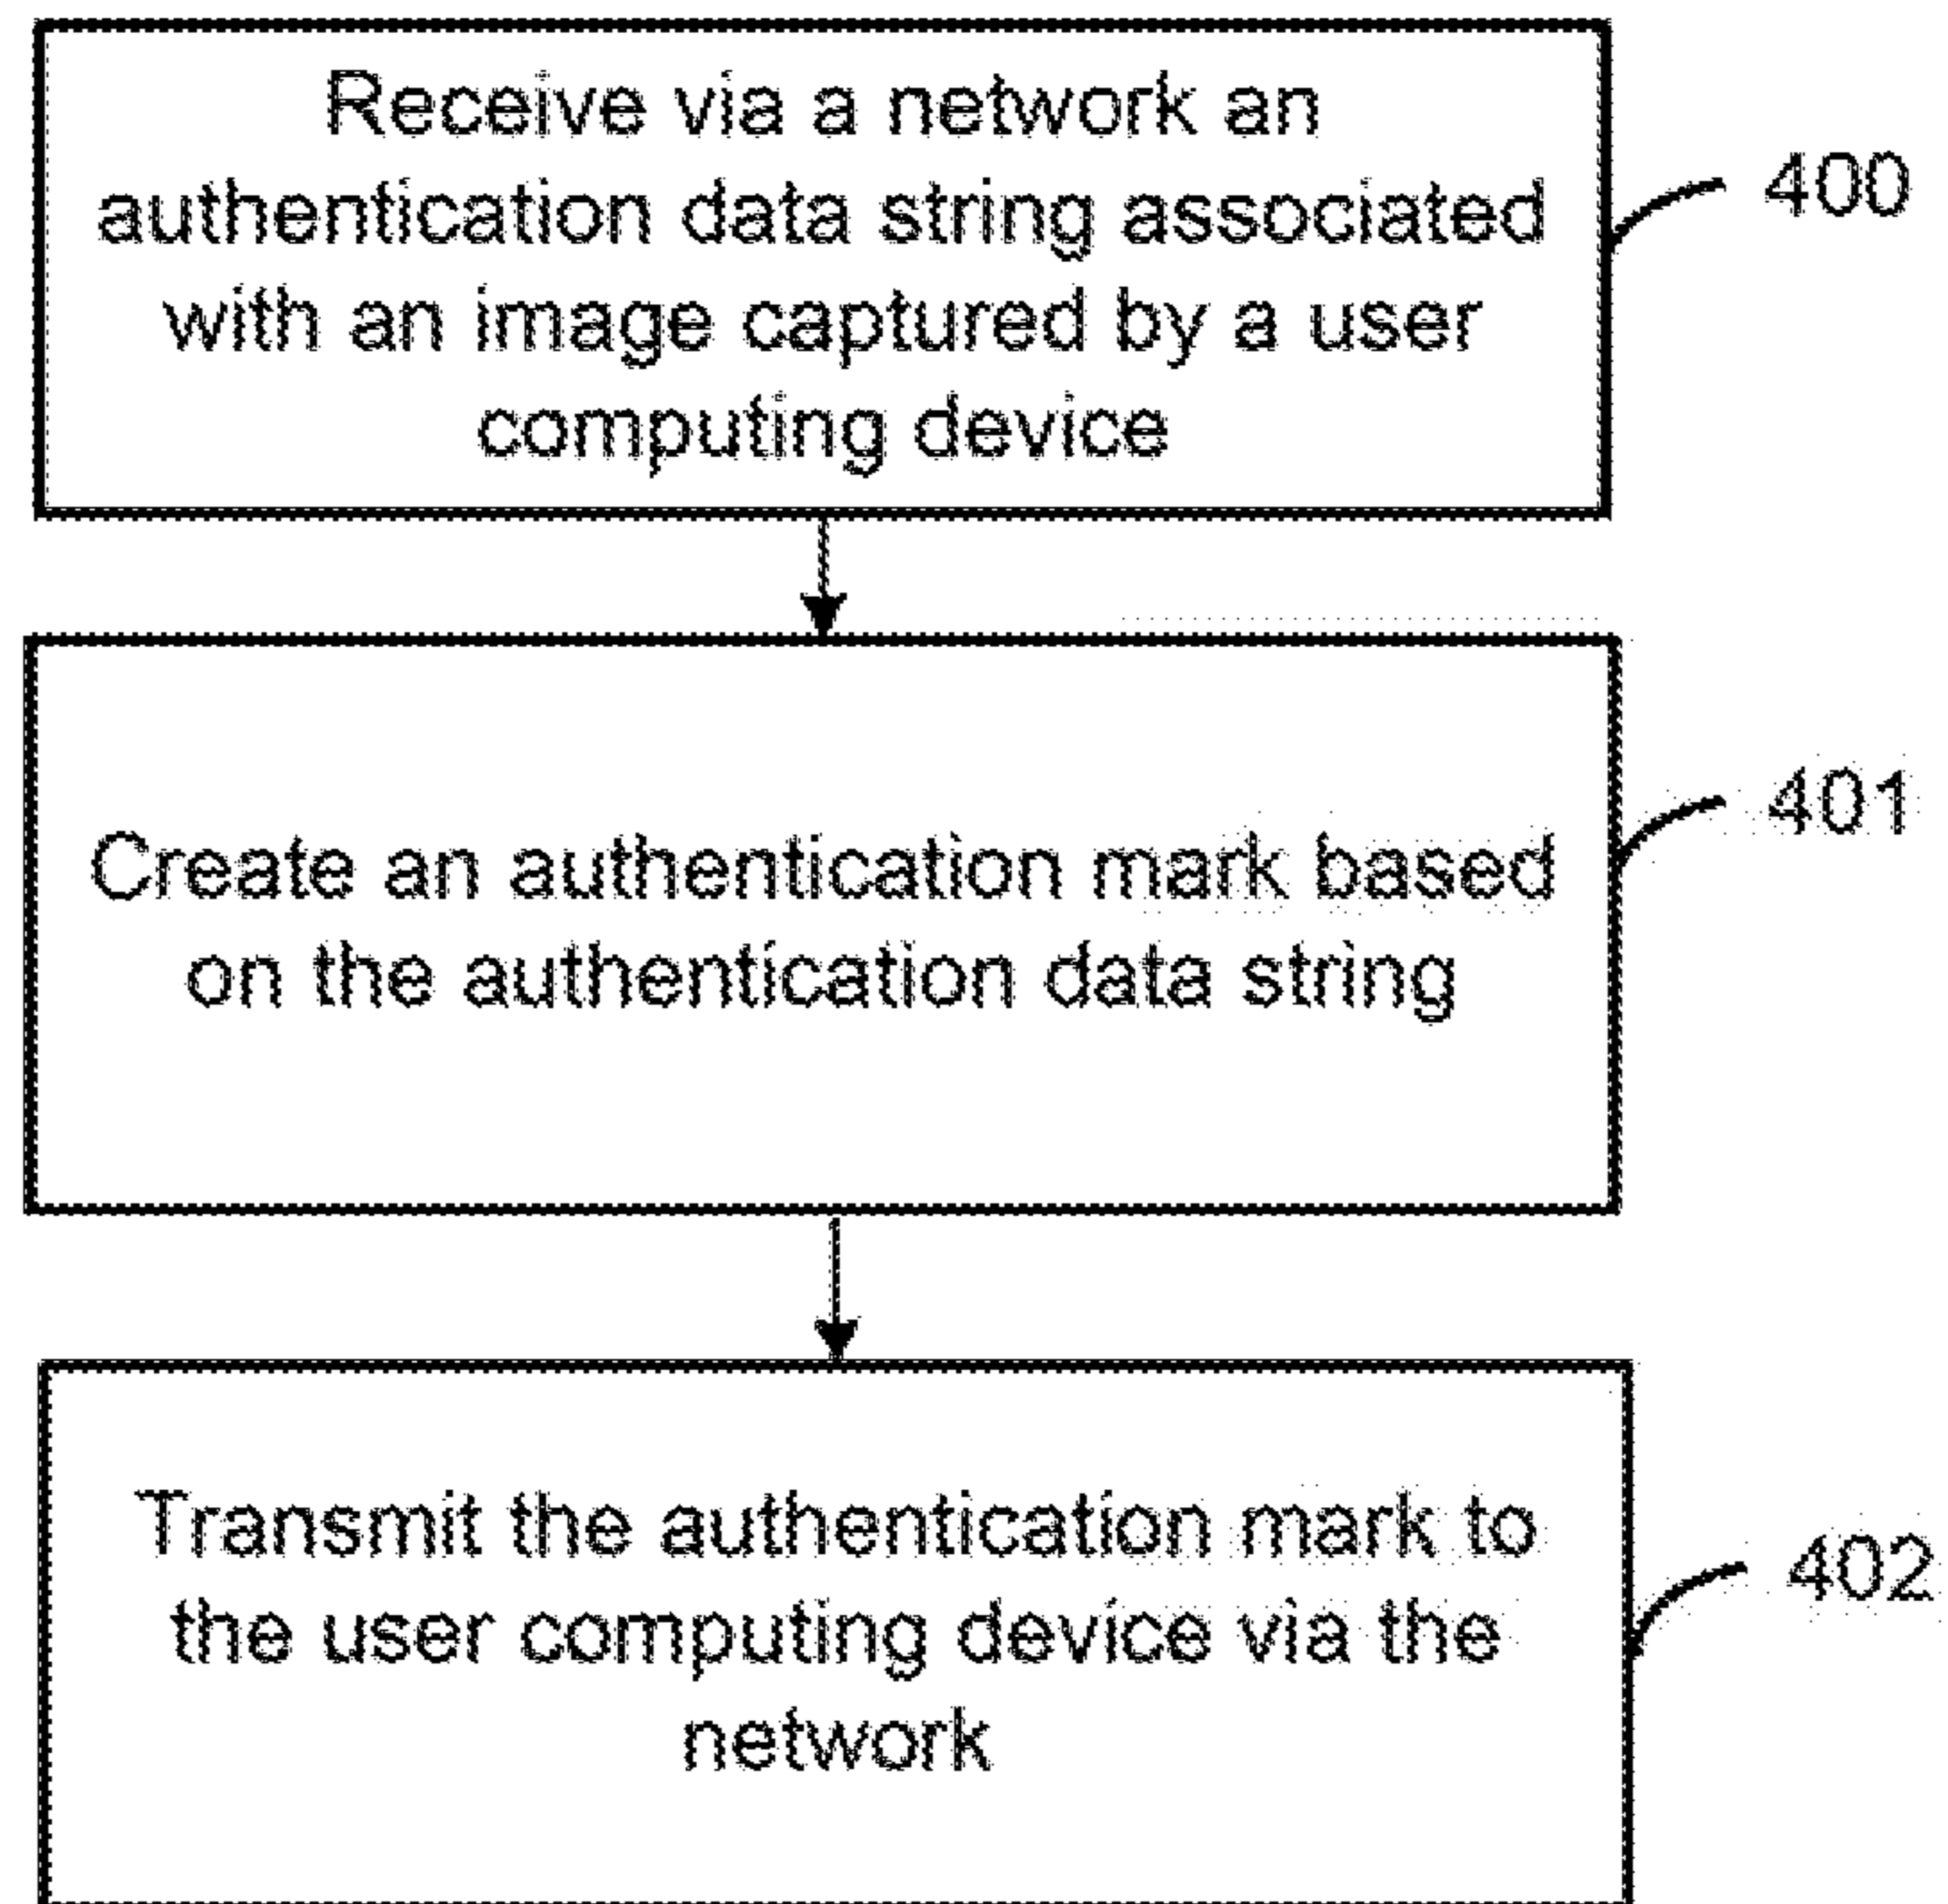 Receive via a network an
authentication data string associated
with an image captured by a user
computing device
400
Create an authentication mark based
on the authentication data string
401
Transmit the authentication mark to
the user computing device via the
network
402